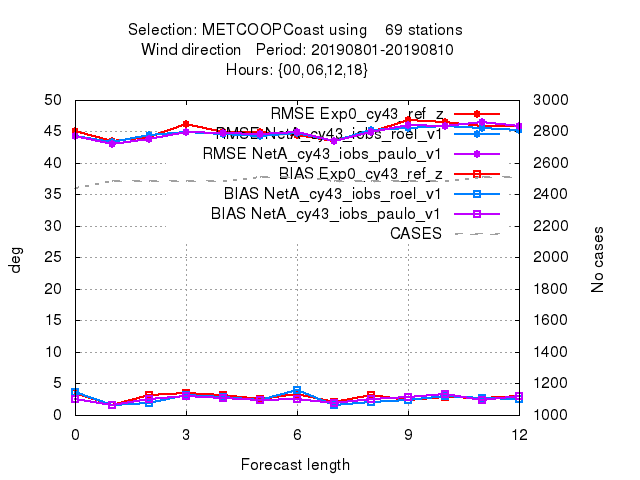 Selection: METCOOPCoast using 69 stations
Wind direction Period: 20190801-20190810
Hours: {00,06,12,18}
50 3000
RMSE Exp0_cy43_ref_z
45 2800
RMSE NetA_cy43_iobs_roel_v1
RMSE NetA_cy43_iobs_paulo_v1
40 2600
BIAS Exp0_cy43_ref_z
35 2400
BIAS NetA_cy43_iobs_roel_v1
BIAS NetA_cy43_iobs_paulo_v1
30 2200
CASES
25 2000
deg
No cases
20 1800
15 1600
10 1400
5 1200
0 1000
0 3 6 9 12
Forecast length